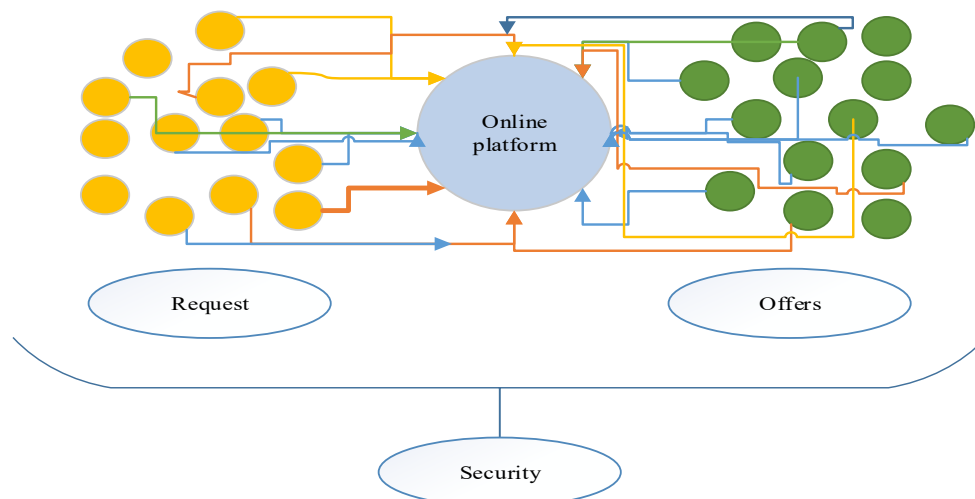 Online
platform
Request
Offers
Security